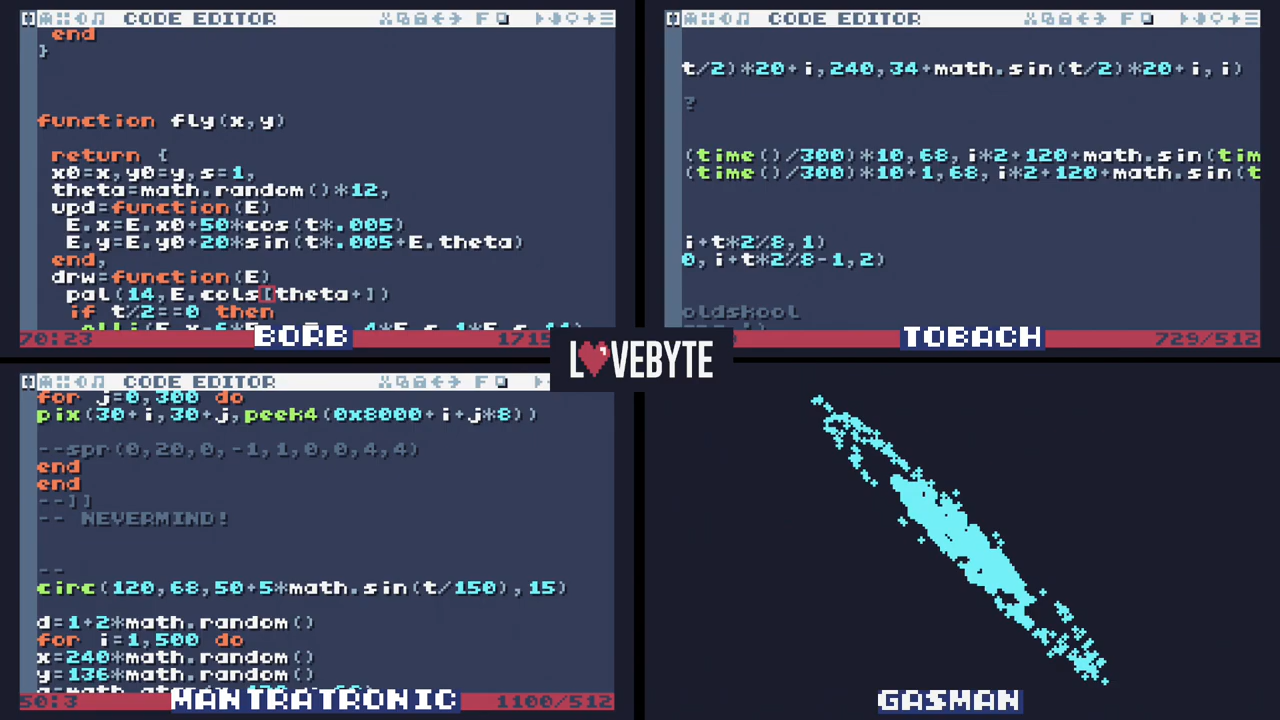 CODE EDITOR
F
end
}
function fly(x,y)
return {
x0=x,y0=y,s=1,
theta=math.random()*12,
upd=function(E)
E.x=E.x0+50*cos(t*.005)
E.y=E.y0+20*sin(t*.005+E.theta)
end,
drw=function(E)
pal(14,E.cols[theta+])
if t%2==0 then
70:23
BORB
CODE EDITOR
F
t/2)*20+i,240,34+math.sin(t/2)*20+i,i)
?
(time()/300)*10,68,i*2+120+math.sin(tim
(time()/300)*10+1,68,i*2+120+math.sin(t
i+t*2%8,1)
0,i+t*2%8-1,2)
oldskool
TOBACH
729/512
LOVEBYTE
CODE EDITOR
F
for j=0,300 do
pix(30+i,30+j,peek4(0x8000+i+j*8))
--spr(0,20,0,-1,1,0,0,4,4)
end
end
--]]
-- NEVERMIND!
--
circ(120,68,50+5*math.sin(t/150),15)
d=1+2*math.random()
for i=1,500 do
x=240*math.random()
y=136*math.random()
50:3
MANTRATRONIC
1100/512
GASMAN